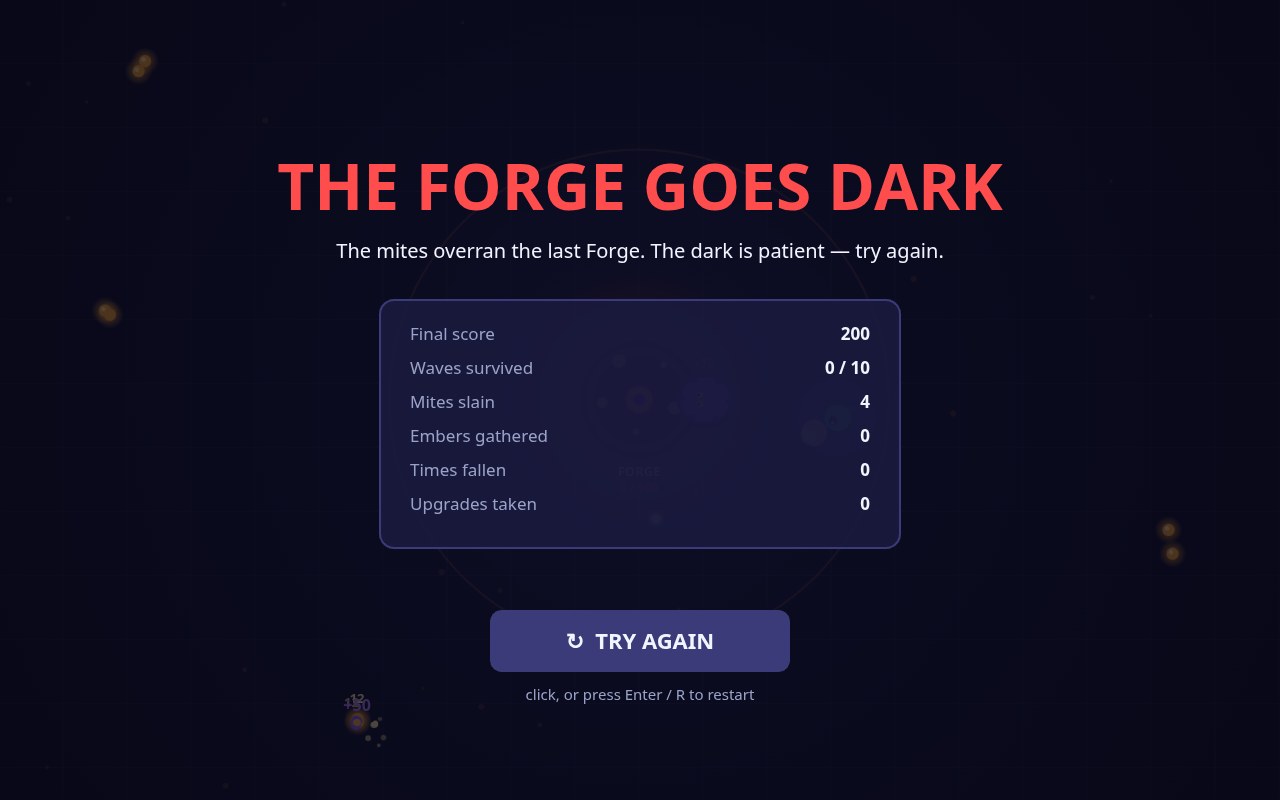 THE FORGE GOES DARK
The mites overran the last Forge. The dark is patient — try again.
Final score 200
Waves survived 0 / 10
Mites slain 4
Embers gathered 0
Times fallen 0
Upgrades taken 0
FORGE
↻ TRY AGAIN
click, or press Enter / R to restart
12